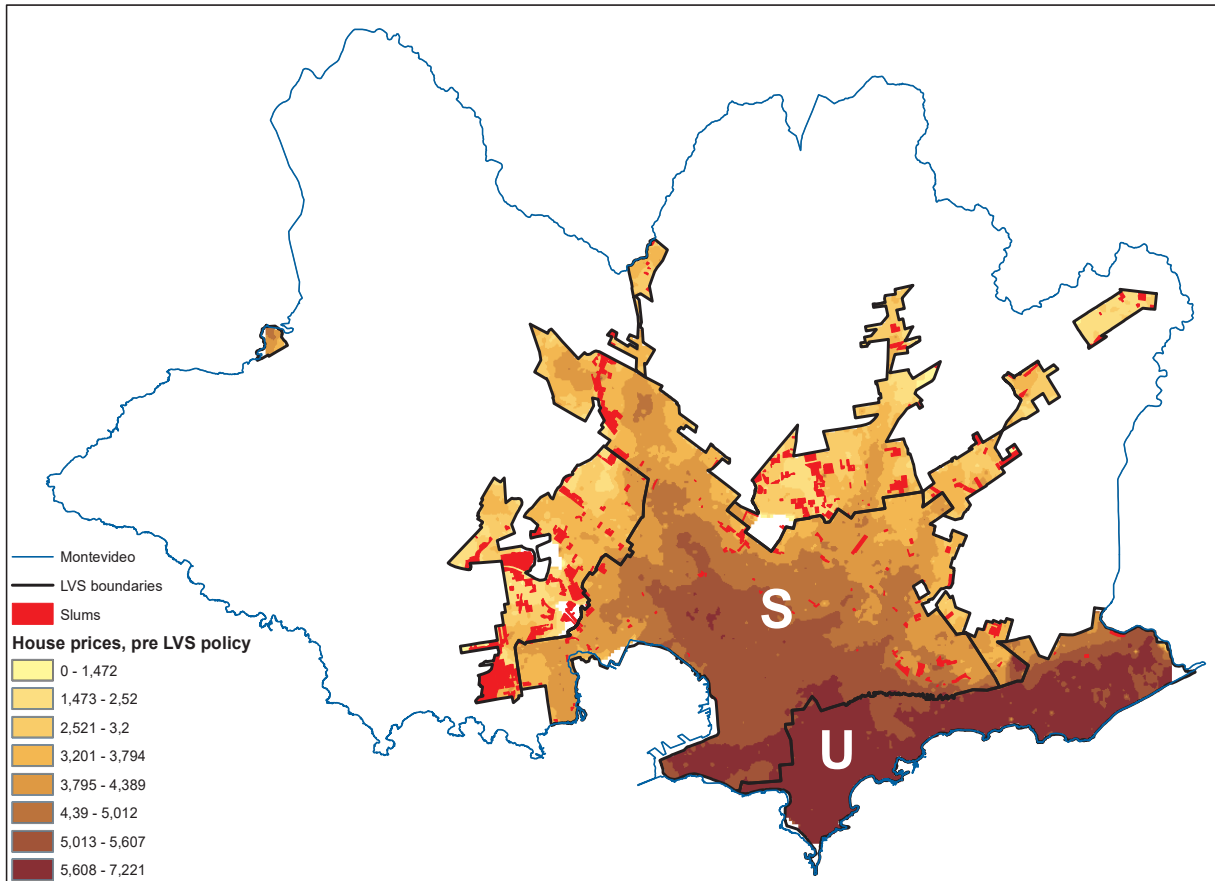 S
U
Montevideo
LVS boundaries
Slums
House prices, pre LVS policy
0 - 1,472
1,473 - 2,52
2,521 - 3,2
3,201 - 3,794
3,795 - 4,389
4,39 - 5,012
5,013 - 5,607
5,608 - 7,221